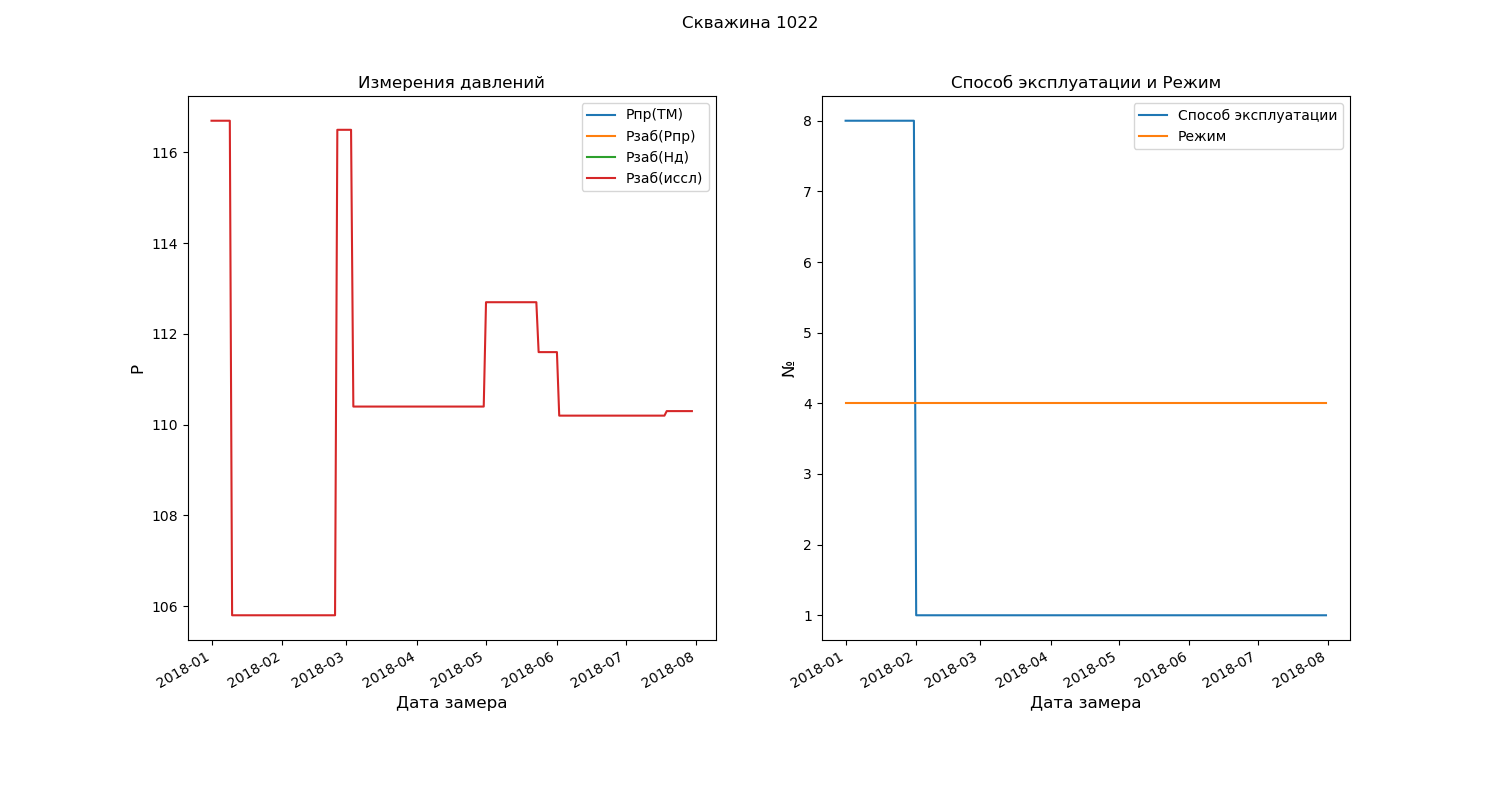 Скважина 1022
Измерения давлений
Рпр(ТМ)
Рзаб(Рпр)
Рзаб(Нд)
Рзаб(иссл)
116
114
112
110
108
106
Р
2018-01
2018-02
2018-03
2018-04
2018-05
2018-06
2018-07
2018-08
Дата замера
Способ эксплуатации и Режим
Способ эксплуатации
Режим
8
7
6
5
4
3
2
1
№
2018-01
2018-02
2018-03
2018-04
2018-05
2018-06
2018-07
2018-08
Дата замера